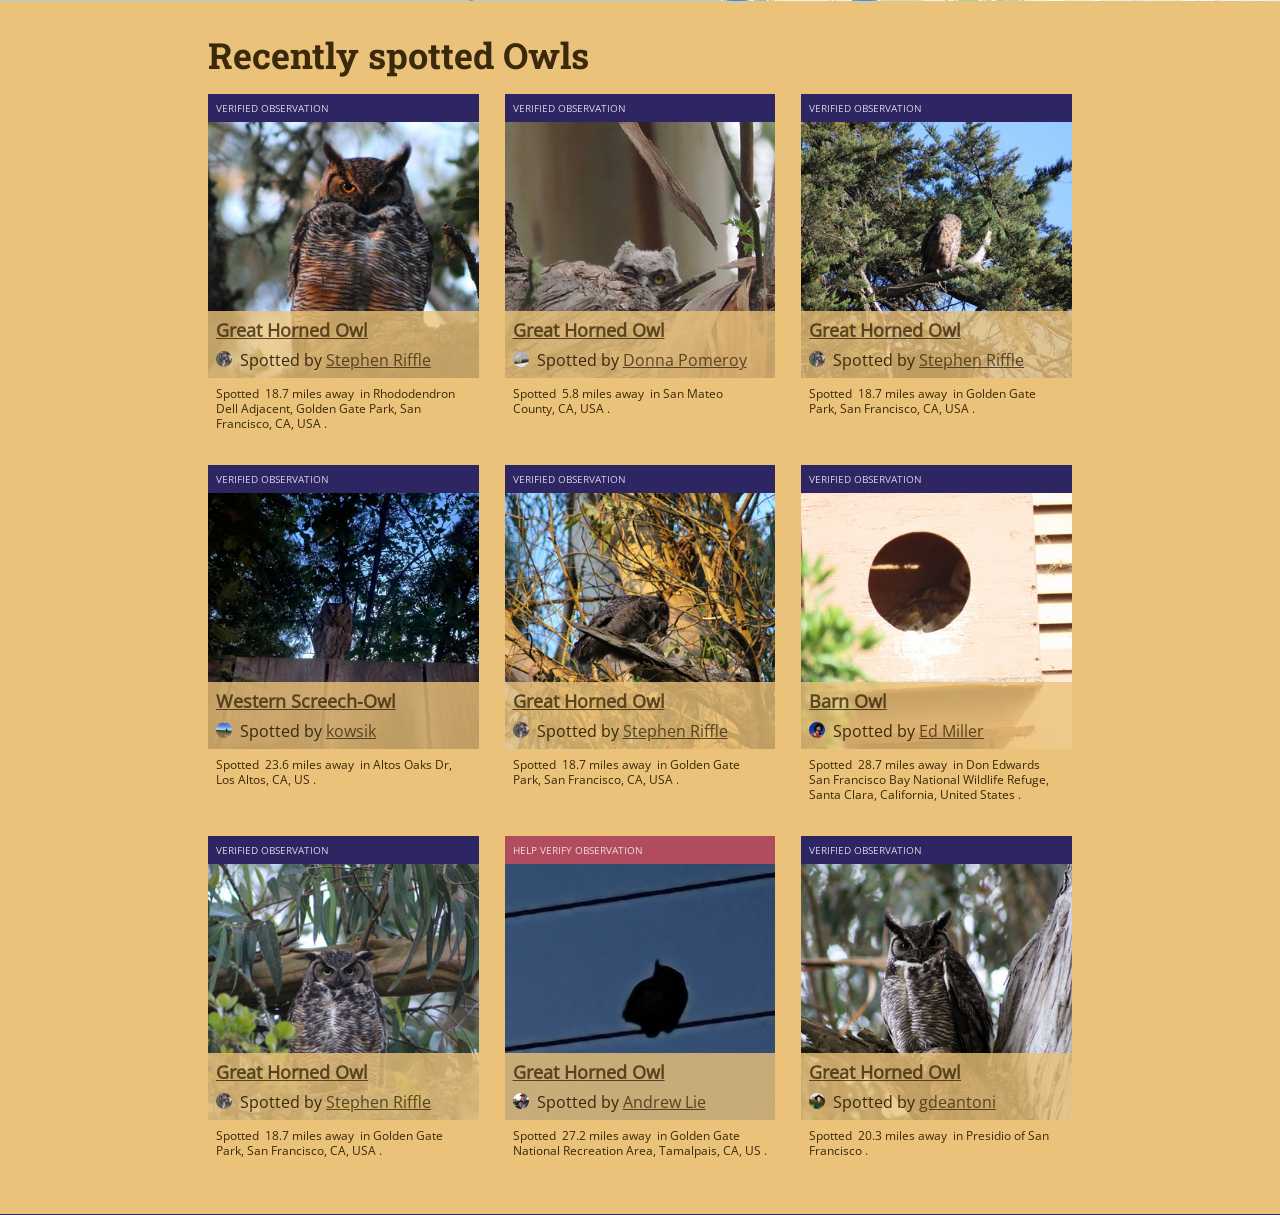 Recently spotted Owls
VERIFIED OBSERVATION
Great Horned Owl
Spotted by Stephen Riffle
Spotted 18.7 miles away in Rhododendron
Dell Adjacent, Golden Gate Park, San
Francisco, CA, USA .
VERIFIED OBSERVATION
Great Horned Owl
Spotted by Donna Pomeroy
Spotted 5.8 miles away in San Mateo
County, CA, USA .
VERIFIED OBSERVATION
Great Horned Owl
Spotted by Stephen Riffle
Spotted 18.7 miles away in Golden Gate
Park, San Francisco, CA, USA .
VERIFIED OBSERVATION
Western Screech-Owl
Spotted by kowsik
Spotted 23.6 miles away in Altos Oaks Dr,
Los Altos, CA, US .
VERIFIED OBSERVATION
Great Horned Owl
Spotted by Stephen Riffle
Spotted 18.7 miles away in Golden Gate
Park, San Francisco, CA, USA .
VERIFIED OBSERVATION
Barn Owl
Spotted by Ed Miller
Spotted 28.7 miles away in Don Edwards
San Francisco Bay National Wildlife Refuge,
Santa Clara, California, United States .
VERIFIED OBSERVATION
Great Horned Owl
Spotted by Stephen Riffle
Spotted 18.7 miles away in Golden Gate
Park, San Francisco, CA, USA .
HELP VERIFY OBSERVATION
Great Horned Owl
Spotted by Andrew Lie
Spotted 27.2 miles away in Golden Gate
National Recreation Area, Tamalpais, CA, US .
VERIFIED OBSERVATION
Great Horned Owl
Spotted by gdeantoni
Spotted 20.3 miles away in Presidio of San
Francisco .